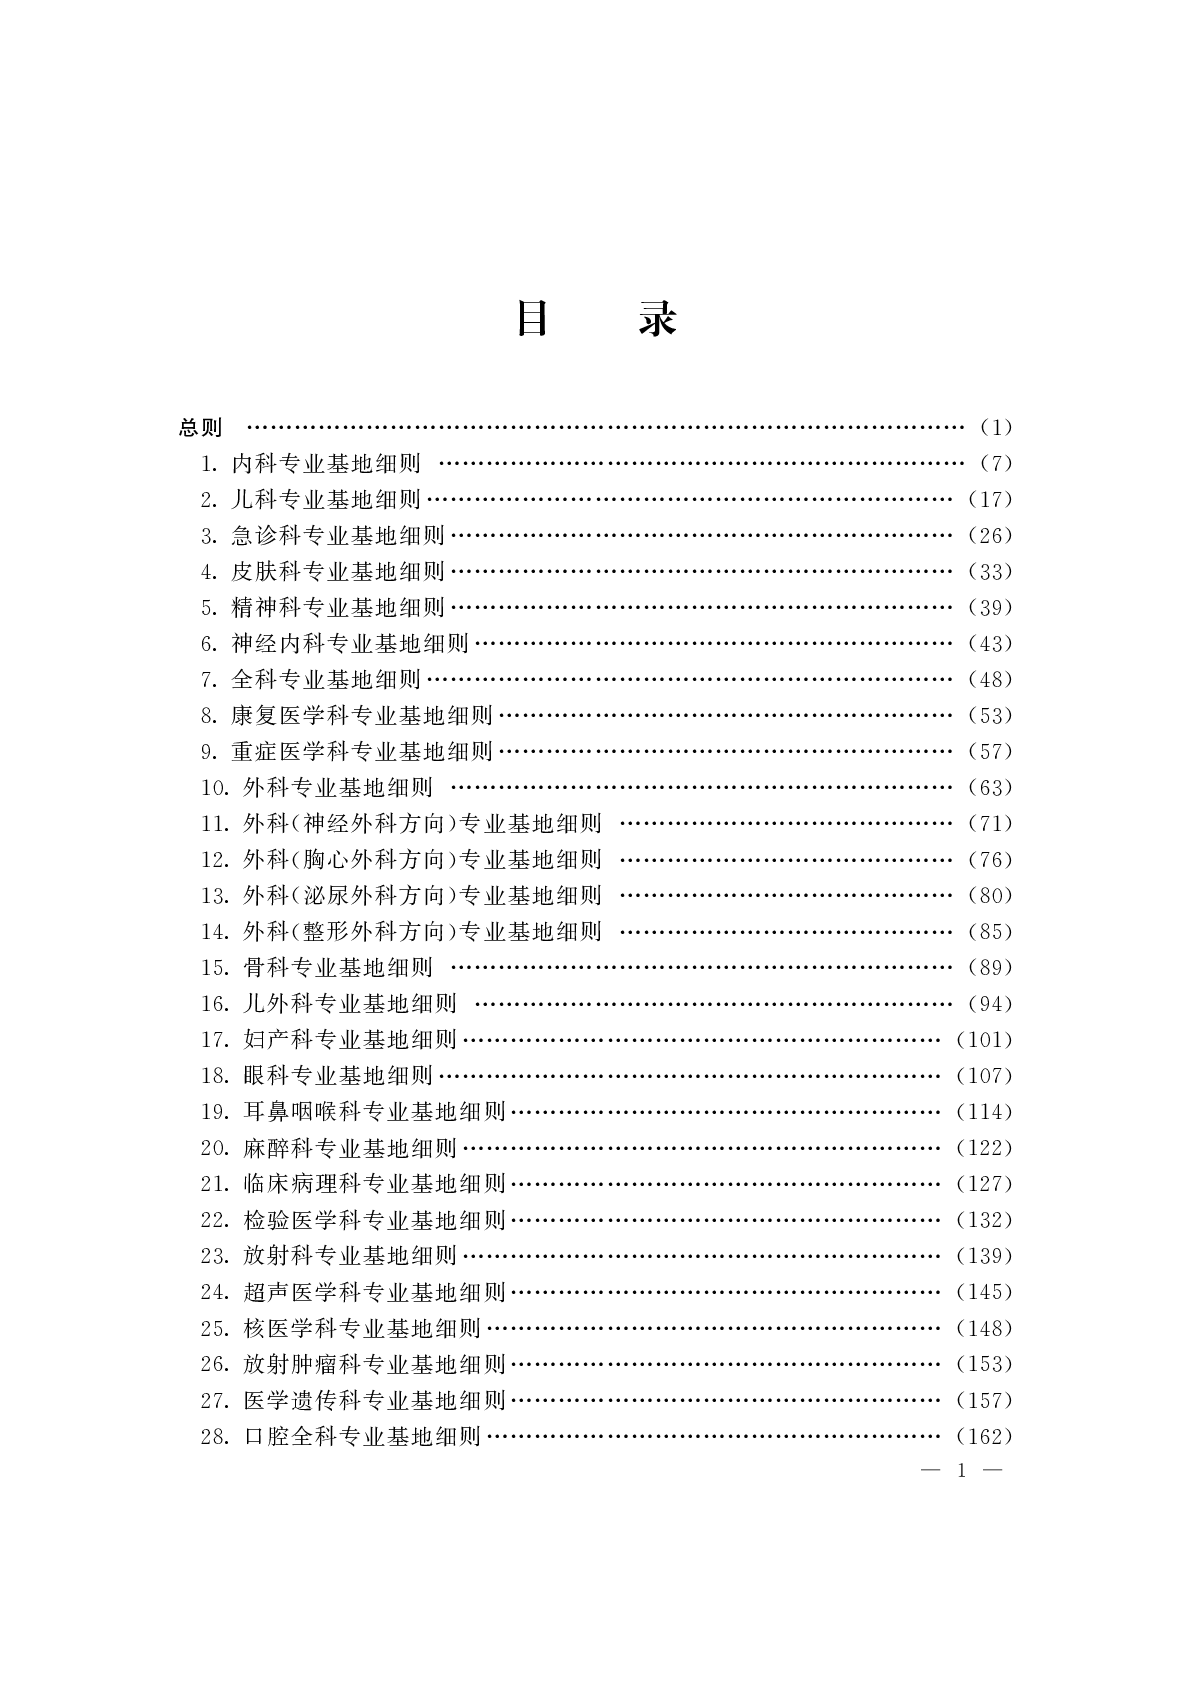 目 录
总则 …………………………………………………………………………… (1)
1. 内科专业基地细则 ………………………………………………………… (7)
2. 儿科专业基地细则………………………………………………………… (17)
3. 急诊科专业基地细则……………………………………………………… (26)
4. 皮肤科专业基地细则……………………………………………………… (33)
5. 精神科专业基地细则……………………………………………………… (39)
6. 神经内科专业基地细则…………………………………………………… (43)
7. 全科专业基地细则………………………………………………………… (48)
8. 康复医学科专业基地细则………………………………………………… (53)
9. 重症医学科专业基地细则………………………………………………… (57)
10. 外科专业基地细则 ……………………………………………………… (63)
11. 外科(神经外科方向)专业基地细则 …………………………………… (71)
12. 外科(胸心外科方向)专业基地细则 …………………………………… (76)
13. 外科(泌尿外科方向)专业基地细则 …………………………………… (80)
14. 外科(整形外科方向)专业基地细则 …………………………………… (85)
15. 骨科专业基地细则 ……………………………………………………… (89)
16. 儿外科专业基地细则 …………………………………………………… (94)
17. 妇产科专业基地细则…………………………………………………… (101)
18. 眼科专业基地细则……………………………………………………… (107)
19. 耳鼻咽喉科专业基地细则……………………………………………… (114)
20. 麻醉科专业基地细则…………………………………………………… (122)
21. 临床病理科专业基地细则……………………………………………… (127)
22. 检验医学科专业基地细则……………………………………………… (132)
23. 放射科专业基地细则…………………………………………………… (139)
24. 超声医学科专业基地细则……………………………………………… (145)
25. 核医学科专业基地细则………………………………………………… (148)
26. 放射肿瘤科专业基地细则……………………………………………… (153)
27. 医学遗传科专业基地细则……………………………………………… (157)
28. 口腔全科专业基地细则………………………………………………… (162)
— 1 —